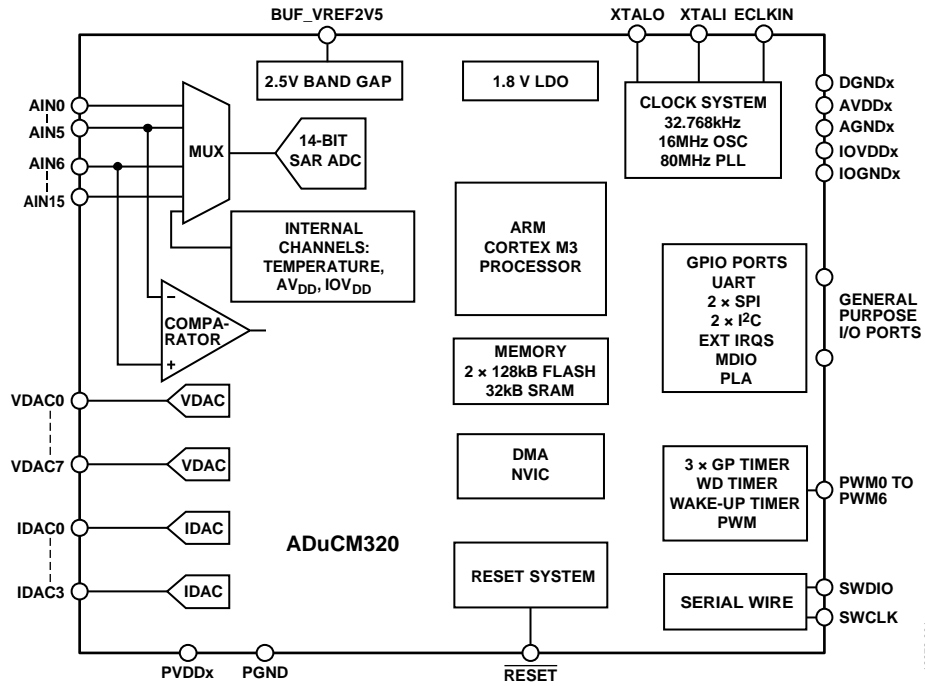 BUF_VREF2V5
XTALO
XTALI
ECLKIN
2.5V BAND GAP
1.8 V LDO
CLOCK SYSTEM
32.768kHz
16MHz OSC
80MHz PLL
DGNDx
AVDDx
AGNDx
IOVDDx
IOGNDx
AIN0
AIN5
AIN6
AIN15
MUX
14-BIT
SAR ADC
INTERNAL
CHANNELS:
TEMPERATURE,
AVDD, IOVDD
ARM
CORTEX M3
PROCESSOR
GPIO PORTS
UART
2 × SPI
2 × I2C
EXT IRQS
MDIO
PLA
GENERAL
PURPOSE
I/O PORTS
−
COMPA-
RATOR
+
MEMORY
2 × 128kB FLASH
32kB SRAM
VDAC0
VDAC
VDAC7
VDAC
DMA
NVIC
3 × GP TIMER
WD TIMER
WAKE-UP TIMER
PWM
PWM0 TO
PWM6
IDAC0
IDAC
IDAC3
IDAC
ADuCM320
RESET SYSTEM
SERIAL WIRE
SWDIO
SWCLK
PVDDx
PGND
RESET